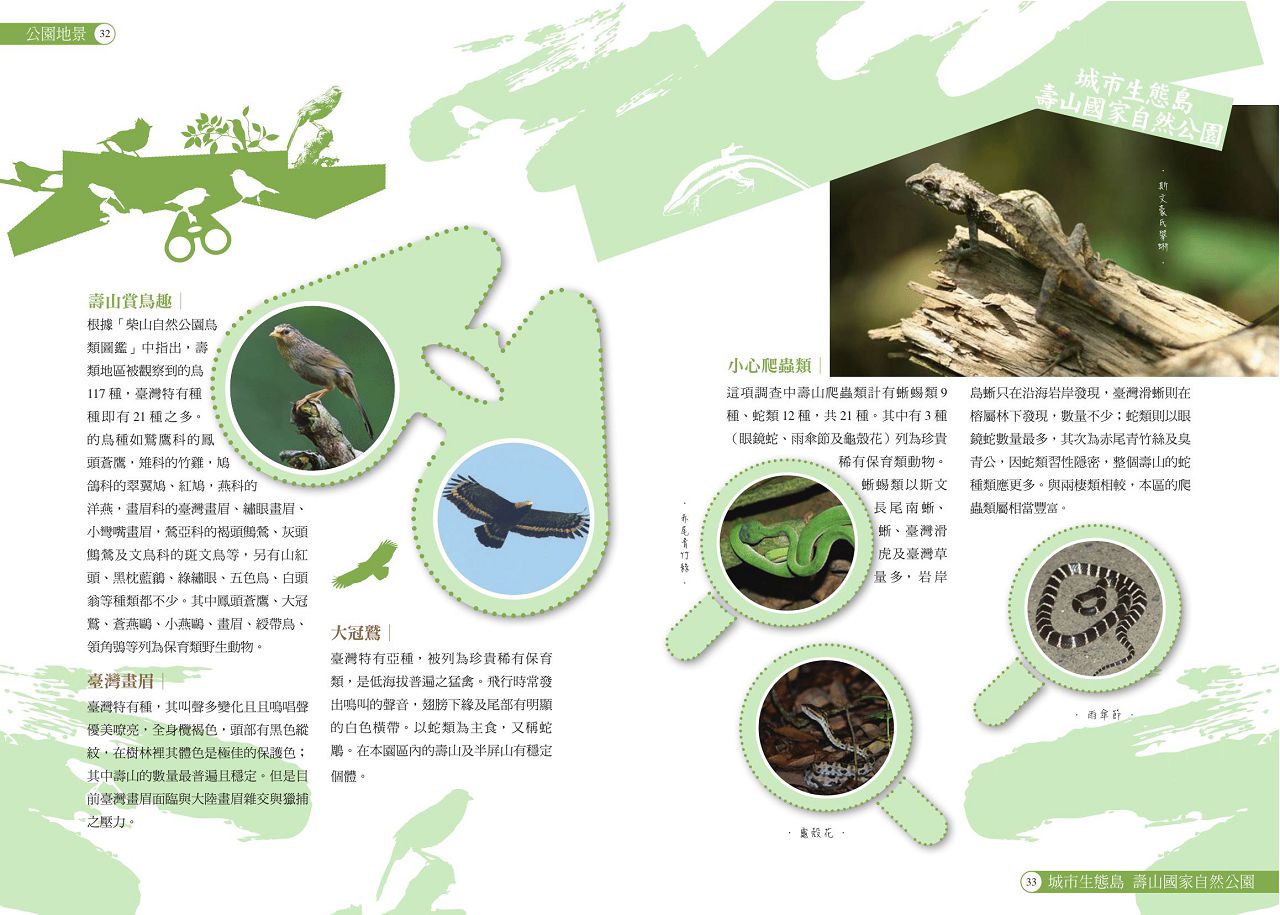 公園地景 32
城市生態島
壽山國家自然公園
壽山賞鳥趣
根據「柴山自然公園鳥
類圖鑑」中指出，壽
類地區被觀察到的鳥
117 種，臺灣特有種
種即有 21 種之多。
的鳥種如鷲鷹科的鳳
頭蒼鷹，雉科的竹雞，鳩
鴿科的翠翼鳩、紅鳩，燕科的
洋燕，畫眉科的臺灣畫眉、繡眼畫眉、
小彎嘴畫眉，鶯亞科的褐頭鷦鶯、灰頭
鷦鶯及文鳥科的斑文鳥等，另有山紅
頭、黑枕藍鶲、綠繡眼、五色鳥、白頭
翁等種類都不少。其中鳳頭蒼鷹、大冠
鷲、蒼燕鷗、小燕鷗、畫眉、綬帶鳥、
領角鴞等列為保育類野生動物。
臺灣畫眉
臺灣特有種，其叫聲多變化且且鳴唱聲
優美嘹亮，全身欖褐色，頭部有黑色縱
紋，在樹林裡其體色是極佳的保護色；
其中壽山的數量最普遍且穩定。但是目
前臺灣畫眉面臨與大陸畫眉雜交與獵捕
之壓力。
大冠鷲
臺灣特有亞種，被列為珍貴稀有保育
類，是低海拔普遍之猛禽。飛行時常發
出鳴叫的聲音，翅膀下緣及尾部有明顯
的白色橫帶。以蛇類為主食，又稱蛇
鵰。在本園區內的壽山及半屏山有穩定
個體。
·斯文豪氏攀蜥·
小心爬蟲類
這項調查中壽山爬蟲類計有蜥蜴類 9
種、蛇類 12 種，共 21 種。其中有 3 種
（眼鏡蛇、雨傘節及龜殼花）列為珍貴
稀有保育類動物。
蜥蜴類以斯文
長尾南蜥、
蜥、臺灣滑
虎及臺灣草
量多，岩岸
島蜥只在沿海岩岸發現，臺灣滑蜥則在
榕屬林下發現，數量不少；蛇類則以眼
鏡蛇數量最多，其次為赤尾青竹絲及臭
青公，因蛇類習性隱密，整個壽山的蛇
種類應更多。與兩棲類相較，本區的爬
蟲類屬相當豐富。
·赤尾青竹絲·
·雨傘節·
·龜殼花·
33 城市生態島 壽山國家自然公園